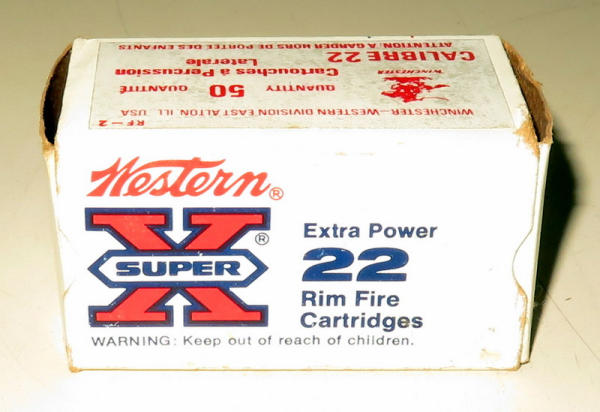 RF-2
WINCHESTER-WESTERN DIVISION EAST ALTON ILL. USA
QUANTITY 50 QUANTITÉ
WINCHESTER
Cartouches à Percussion
Laterale
CALIBRE 22
ATTENTION, A GARDER HORS DE PORTEE DES ENFANTS
Western®
X®
SUPER
Extra Power
22
Rim Fire
Cartridges
WARNING: Keep out of reach of children.